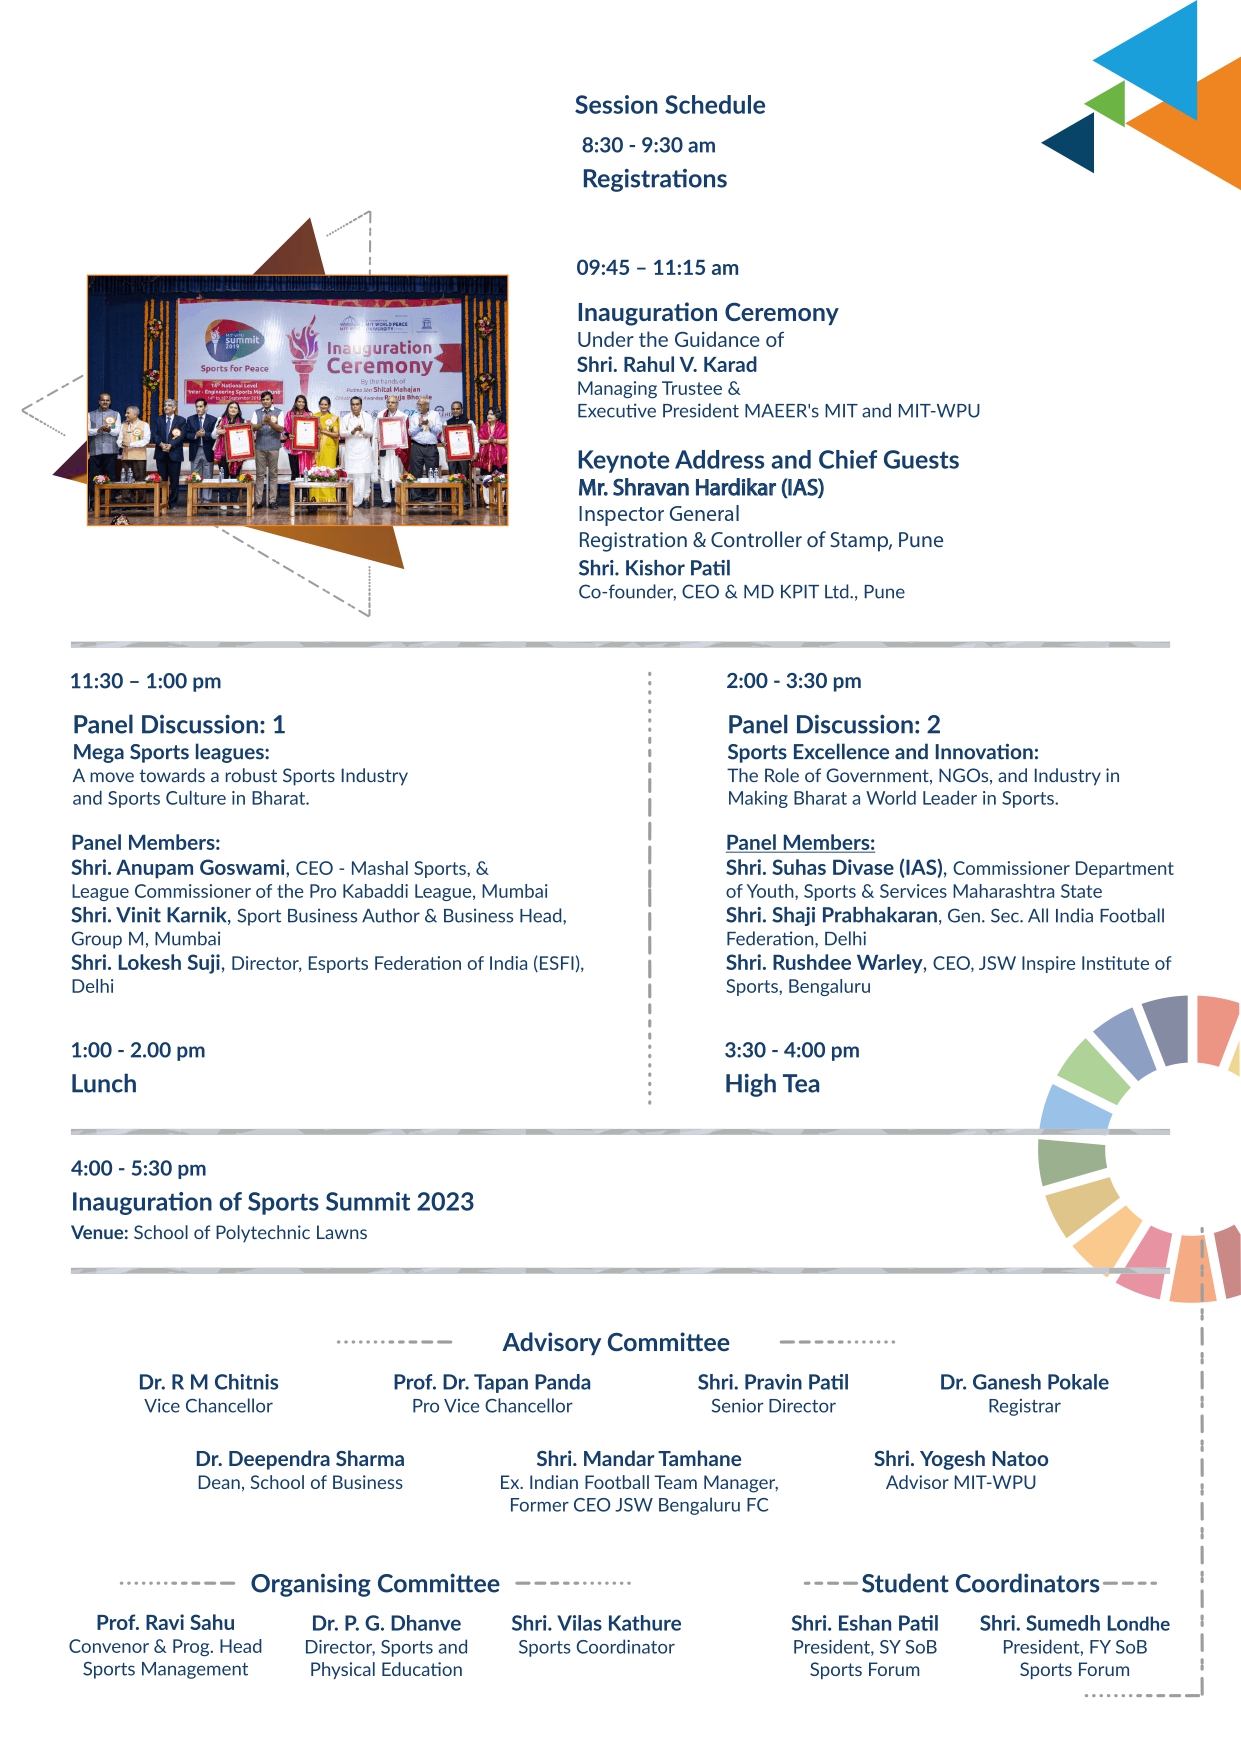 Session Schedule
8:30 - 9:30 am
Registrations
09:45 – 11:15 am
Inauguration Ceremony
Under the Guidance of
Shri. Rahul V. Karad
Managing Trustee &
Executive President MAEER's MIT and MIT-WPU
Keynote Address and Chief Guests
Mr. Shravan Hardikar (IAS)
Inspector General
Registration & Controller of Stamp, Pune
Shri. Kishor Patil
Co-founder, CEO & MD KPIT Ltd., Pune
summit
2019
Sports for Peace
Inauguration
Ceremony
By the hands of
Shital Mahajan
11:30 – 1:00 pm
Panel Discussion: 1
Mega Sports leagues:
A move towards a robust Sports Industry
and Sports Culture in Bharat.
Panel Members:
Shri. Anupam Goswami, CEO - Mashal Sports, &
League Commissioner of the Pro Kabaddi League, Mumbai
Shri. Vinit Karnik, Sport Business Author & Business Head,
Group M, Mumbai
Shri. Lokesh Suji, Director, Esports Federation of India (ESFI),
Delhi
1:00 - 2.00 pm
Lunch
2:00 - 3:30 pm
Panel Discussion: 2
Sports Excellence and Innovation:
The Role of Government, NGOs, and Industry in
Making Bharat a World Leader in Sports.
Panel Members:
Shri. Suhas Divase (IAS), Commissioner Department
of Youth, Sports & Services Maharashtra State
Shri. Shaji Prabhakaran, Gen. Sec. All India Football
Federation, Delhi
Shri. Rushdee Warley, CEO, JSW Inspire Institute of
Sports, Bengaluru
3:30 - 4:00 pm
High Tea
4:00 - 5:30 pm
Inauguration of Sports Summit 2023
Venue: School of Polytechnic Lawns
Advisory Committee
Dr. R M Chitnis
Vice Chancellor
Prof. Dr. Tapan Panda
Pro Vice Chancellor
Shri. Pravin Patil
Senior Director
Dr. Ganesh Pokale
Registrar
Dr. Deependra Sharma
Dean, School of Business
Shri. Mandar Tamhane
Ex. Indian Football Team Manager,
Former CEO JSW Bengaluru FC
Shri. Yogesh Natoo
Advisor MIT-WPU
Organising Committee
Prof. Ravi Sahu
Convenor & Prog. Head
Sports Management
Dr. P. G. Dhanve
Director, Sports and
Physical Education
Shri. Vilas Kathure
Sports Coordinator
Student Coordinators
Shri. Eshan Patil
President, SY SoB
Sports Forum
Shri. Sumedh Londhe
President, FY SoB
Sports Forum